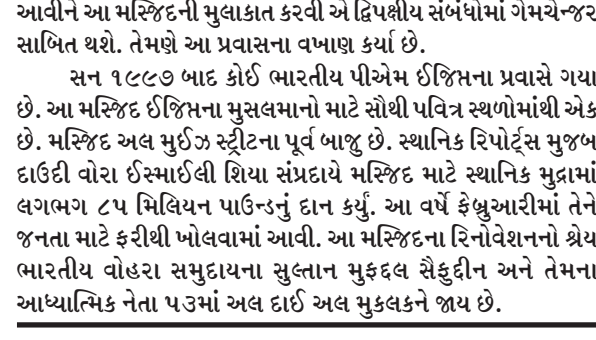 આવીને આ મસ્જિદની મુલાકાત કરવી એ દ્વિપક્ષીય સંબંધોમાં ગેમચેન્જર
સાબિત થશે. તેમણે આ પ્રવાસના વખાણ કર્યા છે.
સન ૧૯૯૭ બાદ કોઈ ભારતીય પીએમ ઈજિપ્તના પ્રવાસે ગયા
છે. આ મસ્જિદ ઈજિપ્તના મુસલમાનો માટે સૌથી પવિત્ર સ્થળોમાંથી એક
છે. મસ્જિદ અલ મુઈઝ સ્ટ્રીટના પૂર્વ બાજુ છે. સ્થાનિક રિપોર્ટ્સ મુજબ
દાઉદી વોરા ઈસ્માઈલી શિયા સંપ્રદાયે મસ્જિદ માટે સ્થાનિક મુદ્રામાં
લગભગ ૮૫ મિલિયન પાઉન્ડનું દાન કર્યું. આ વર્ષે ફેબ્રુઆરીમાં તેને
જનતા માટે ફરીથી ખોલવામાં આવી. આ મસ્જિદના રિનોવેશનનો શ્રેય
ભારતીય વોહરા સમુદાયના સુલ્તાન મુફદ્દલ સૈફુદ્દીન અને તેમના
આધ્યાત્મિક નેતા ૫૩માં અલ દાઈ અલ મુકલકને જાય છે.